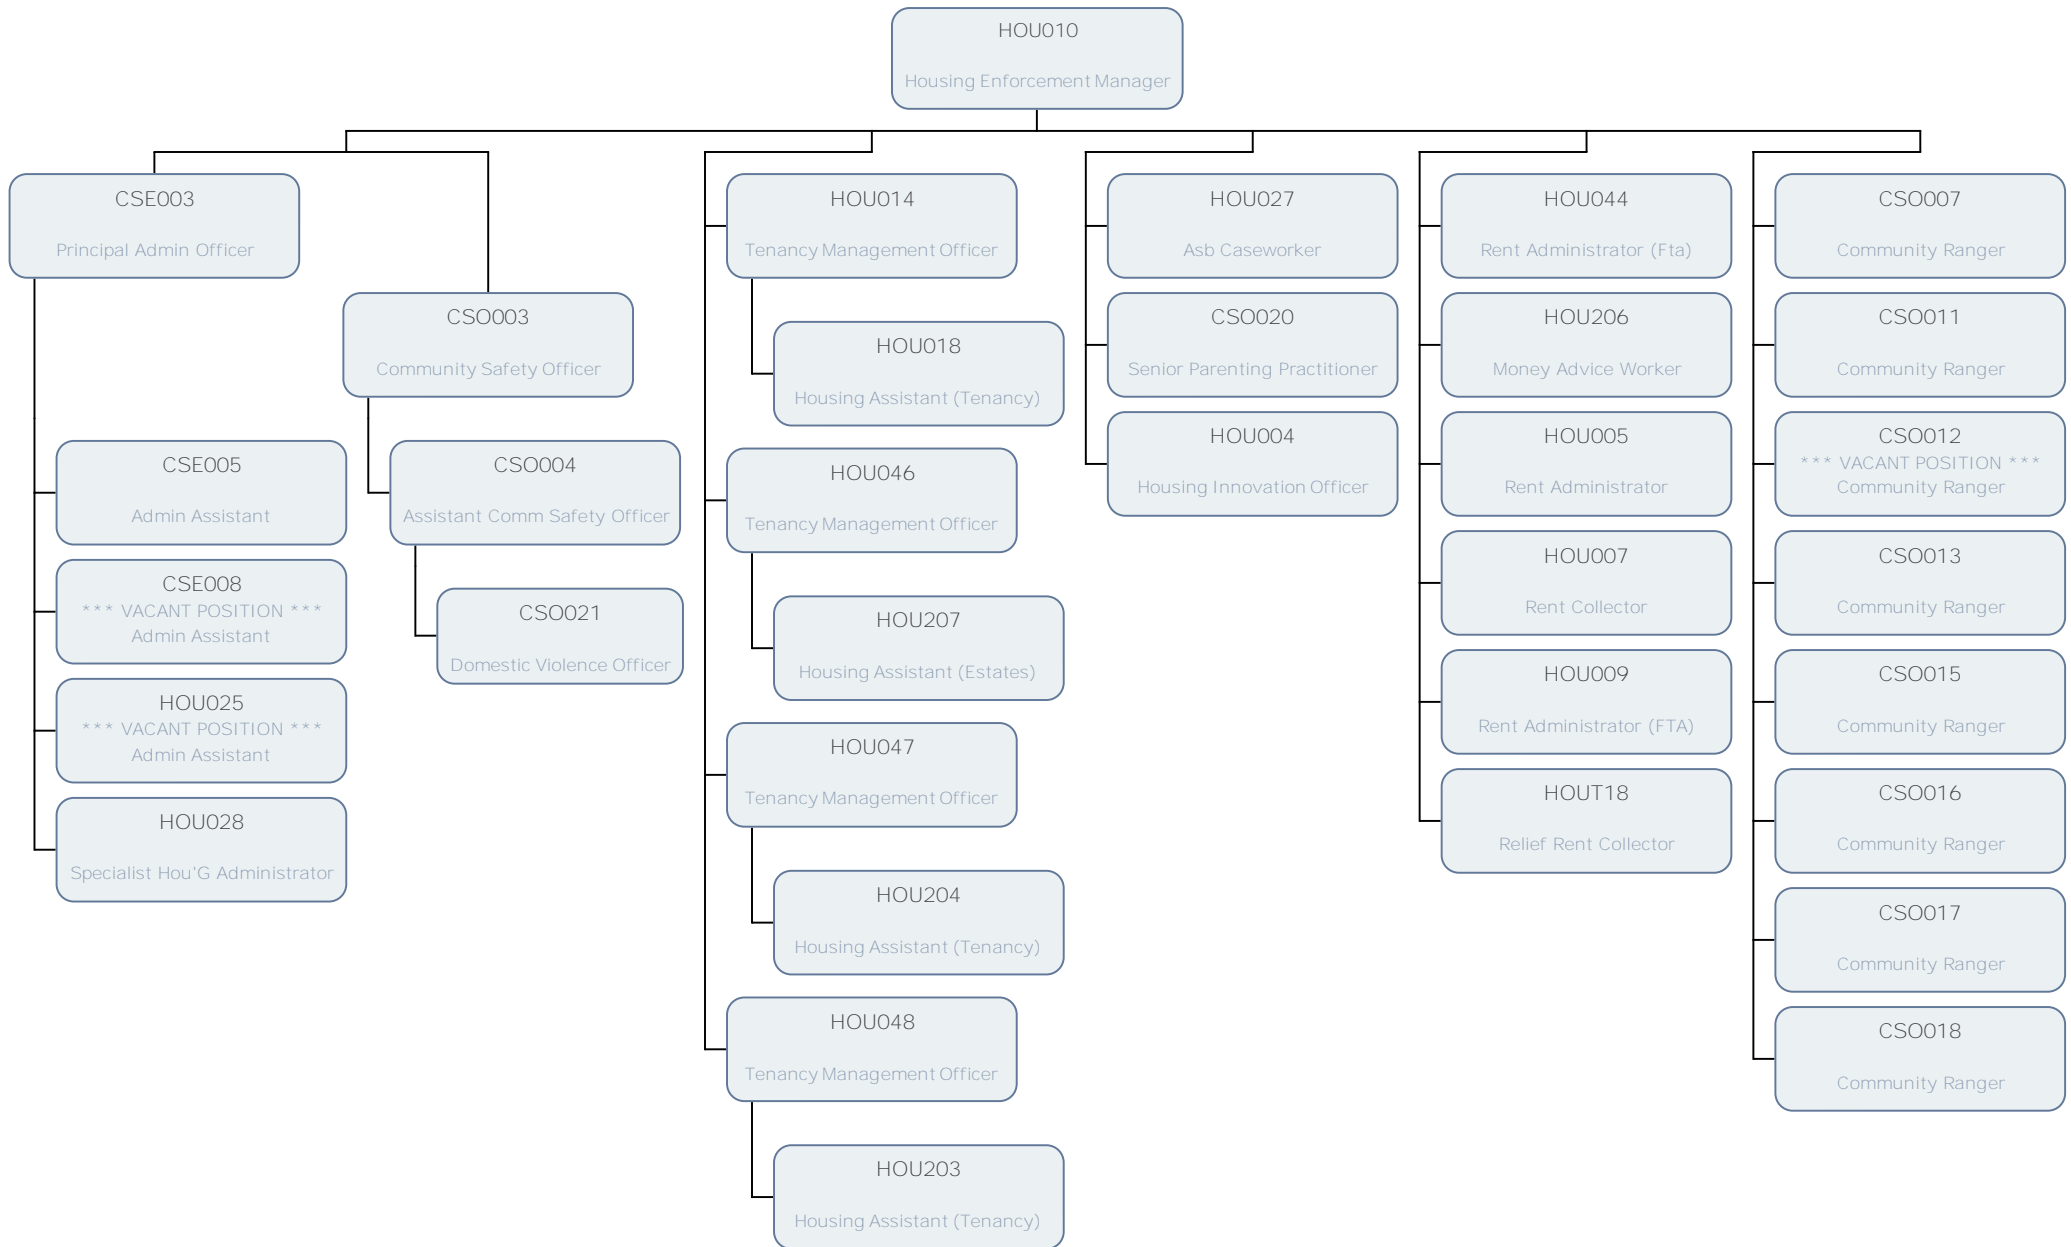 HOU010
Housing Enforcement Manager
CSE003
Principal Admin Officer
CSE005
Admin Assistant
CSE008
*** VACANT POSITION ***
Admin Assistant
HOU025
*** VACANT POSITION ***
Admin Assistant
HOU028
Specialist Hou'G Administrator
CSO003
Community Safety Officer
CSO004
Assistant Comm Safety Officer
CSO021
Domestic Violence Officer
HOU014
Tenancy Management Officer
HOU018
Housing Assistant (Tenancy)
HOU046
Tenancy Management Officer
HOU207
Housing Assistant (Estates)
HOU047
Tenancy Management Officer
HOU204
Housing Assistant (Tenancy)
HOU048
Tenancy Management Officer
HOU203
Housing Assistant (Tenancy)
HOU027
Asb Caseworker
CSO020
Senior Parenting Practitioner
HOU004
Housing Innovation Officer
HOU044
Rent Administrator (Fta)
HOU206
Money Advice Worker
HOU005
Rent Administrator
HOU007
Rent Collector
HOU009
Rent Administrator (FTA)
HOUT18
Relief Rent Collector
CSO007
Community Ranger
CSO011
Community Ranger
CSO012
*** VACANT POSITION ***
Community Ranger
CSO013
Community Ranger
CSO015
Community Ranger
CSO016
Community Ranger
CSO017
Community Ranger
CSO018
Community Ranger